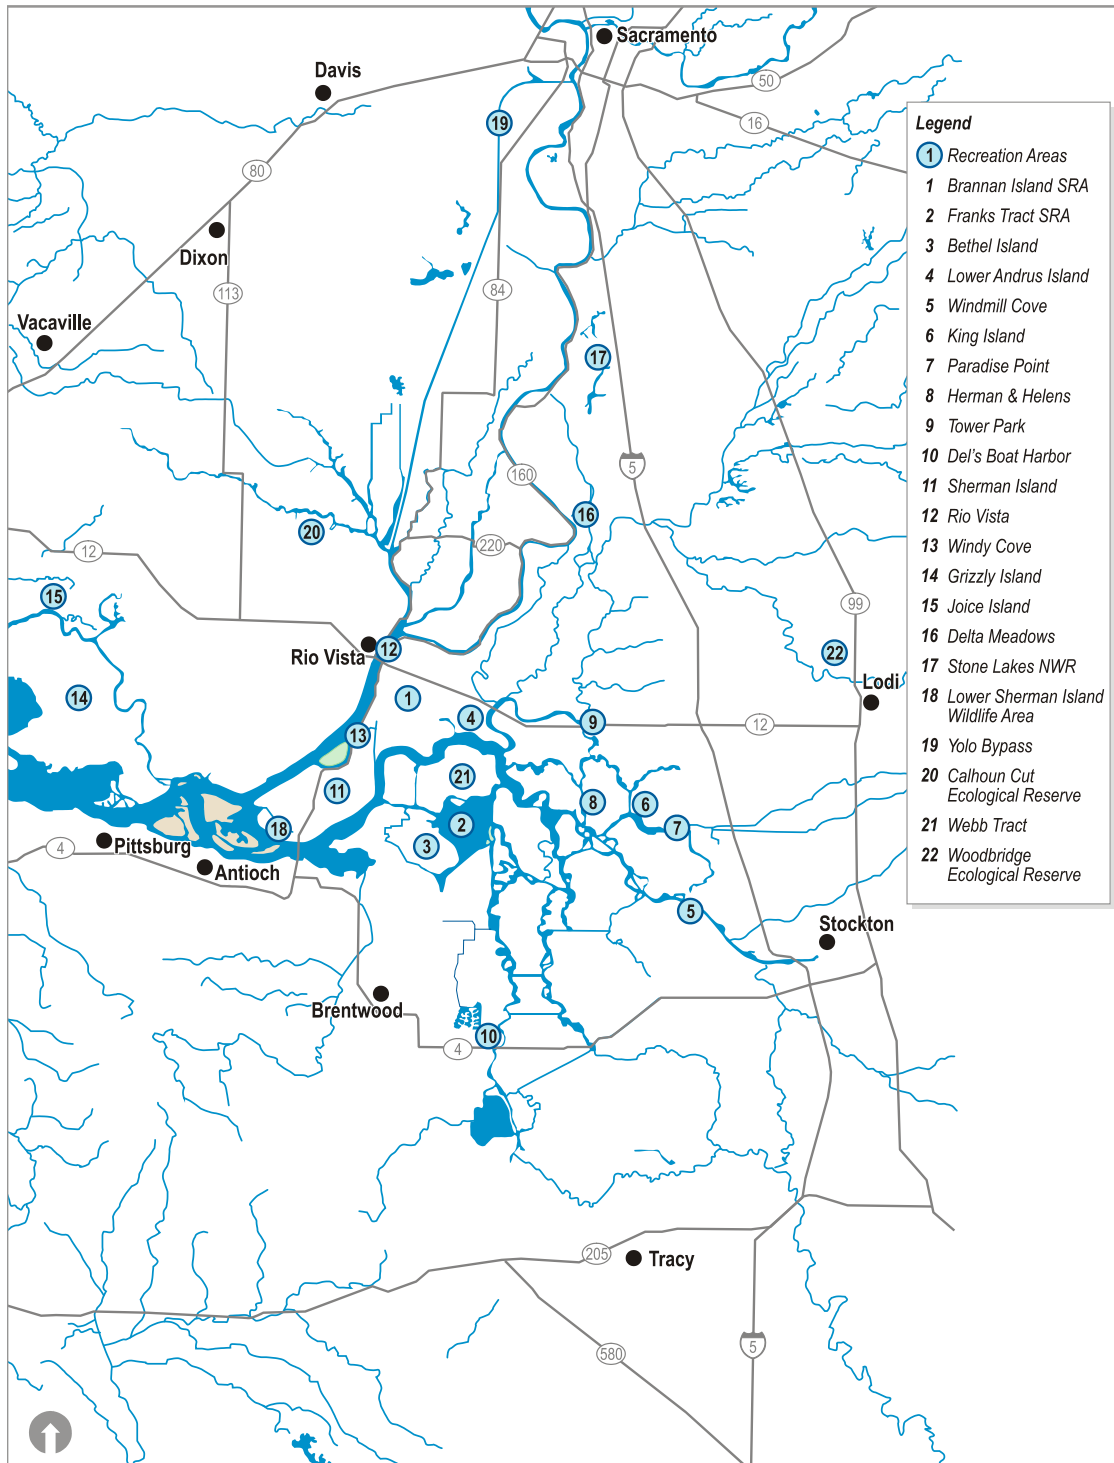 Sacramento
Davis
50
19
16
80
Dixon
113
84
Vacaville
17
160
5
16
20
220
12
15
99
Rio Vista
12
22
14
1
Lodi
4
9
12
13
21
11
8
6
18
2
7
4
Pittsburg
3
Antioch
5
Stockton
Brentwood
10
4
205
Tracy
580
5
Legend
1 Recreation Areas
1 Brannan Island SRA
2 Franks Tract SRA
3 Bethel Island
4 Lower Andrus Island
5 Windmill Cove
6 King Island
7 Paradise Point
8 Herman & Helens
9 Tower Park
10 Del's Boat Harbor
11 Sherman Island
12 Rio Vista
13 Windy Cove
14 Grizzly Island
15 Joice Island
16 Delta Meadows
17 Stone Lakes NWR
18 Lower Sherman Island
Wildlife Area
19 Yolo Bypass
20 Calhoun Cut
Ecological Reserve
21 Webb Tract
22 Woodbridge
Ecological Reserve